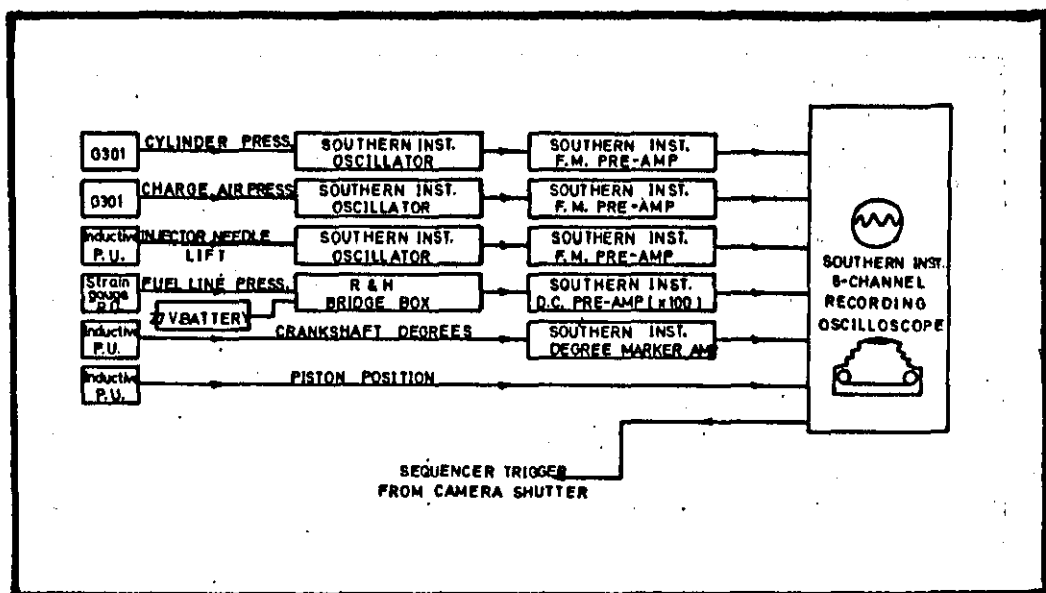 G301
CYLINDER PRESS.
SOUTHERN INST.
OSCILLATOR
SOUTHERN INST.
F.M. PRE-AMP
G301
CHARGE AIR PRESS
SOUTHERN INST.
OSCILLATOR
SOUTHERN INST.
F.M. PRE-AMP
Inductive
P.U.
INJECTOR NEEDLE
LIFT
SOUTHERN INST.
OSCILLATOR
SOUTHERN INST.
F.M. PRE-AMP
Strain
gauge
FUEL LINE PRESS.
R & H
BRIDGE BOX
SOUTHERN INST.
D.C. PRE-AMP (x100)
V.BATTERY
Inductive
P.U.
CRANKSHAFT DEGREES
SOUTHERN
DEGREE MARKER AMP
Inductive
P.U.
PISTON POSITION
SOUTHERN INST.
RECORDING
OSCILLOSCOPE
SEQUENCER TRIGGER
FROM CAMERA SHUTTER